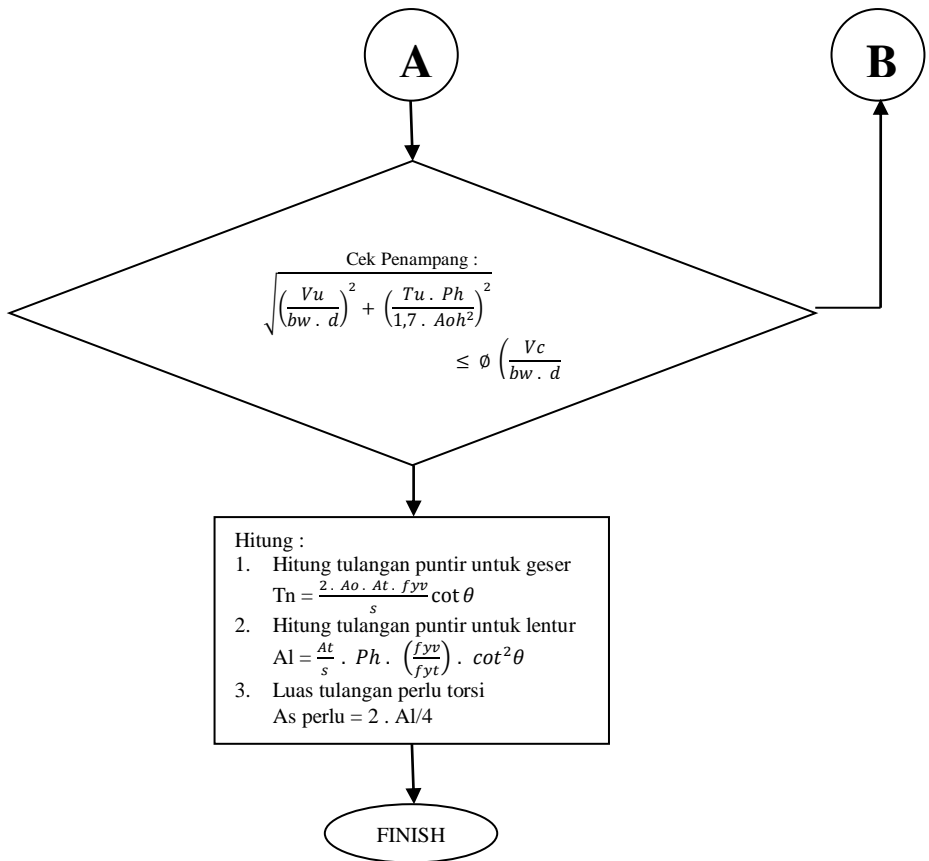 A
B
Cek Penampang :
√((Vu/bw . d)² + (Tu . Ph/1,7 . Aoh²)²)
≤ ø (Vc/bw . d
Hitung :
1. Hitung tulangan puntir untuk geser
Tn = 2 . Ao . At . fyv/s cot θ
2. Hitung tulangan puntir untuk lentur
Al = At/s . Ph . (fyv/fyt) . cot²θ
3. Luas tulangan perlu torsi
As perlu = 2 . Al/4
FINISH